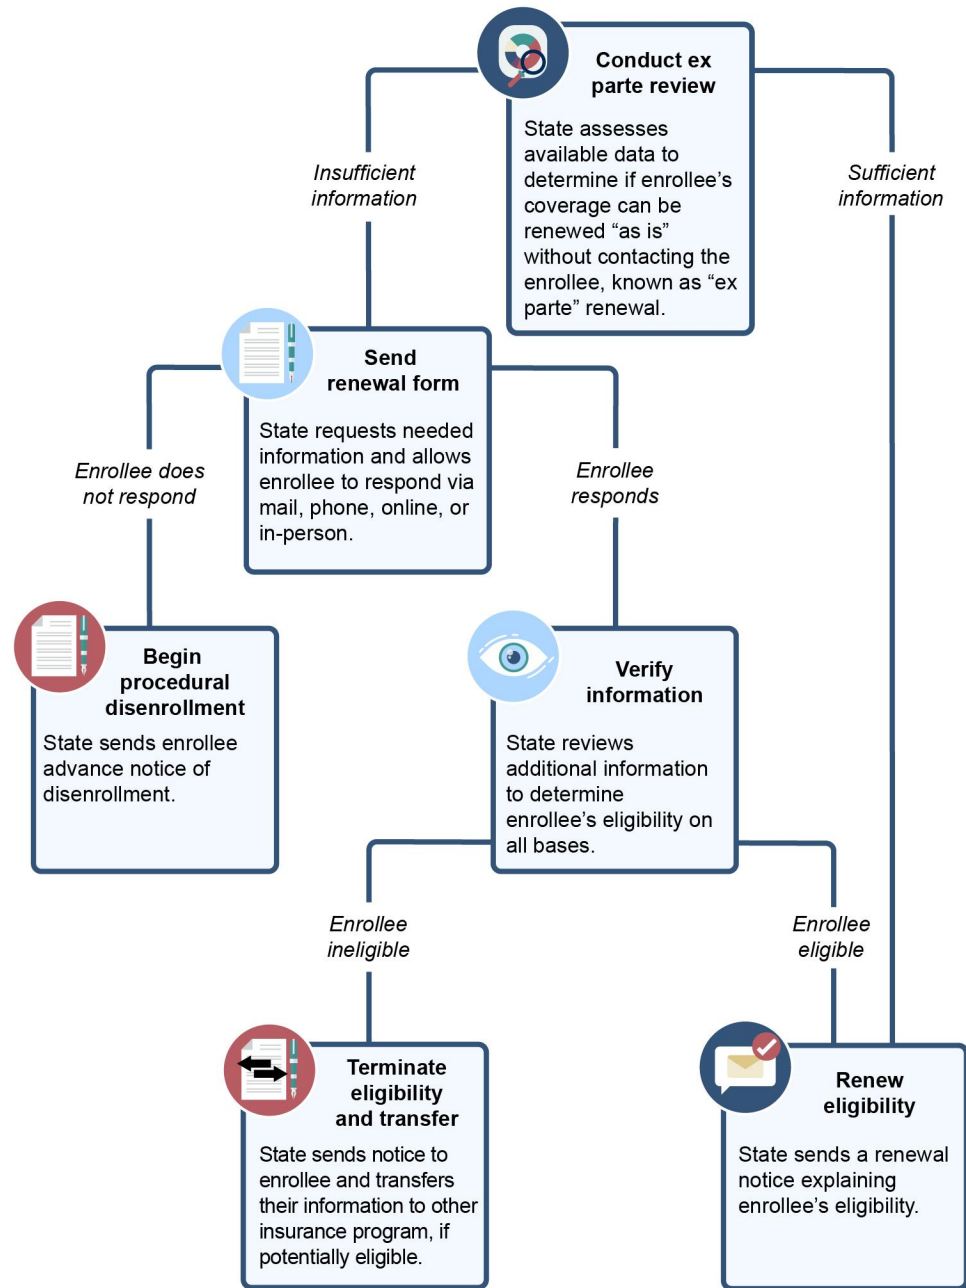 Conduct ex
parte review
State assesses
available data to
determine if enrollee’s
coverage can be
renewed “as is”
without contacting the
enrollee, known as “ex
parte” renewal.
Insufficient
information
Sufficient
information
Send
renewal form
State requests needed
information and allows
enrollee to respond via
mail, phone, online, or
in-person.
Enrollee does
not respond
Enrollee
responds
Begin
procedural
disenrollment
State sends enrollee
advance notice of
disenrollment.
Verify
information
State reviews
additional information
to determine
enrollee’s eligibility on
all bases.
Enrollee
ineligible
Enrollee
eligible
Terminate
eligibility
and transfer
State sends notice to
enrollee and transfers
their information to other
insurance program, if
potentially eligible.
Renew
eligibility
State sends a renewal
notice explaining
enrollee’s eligibility.